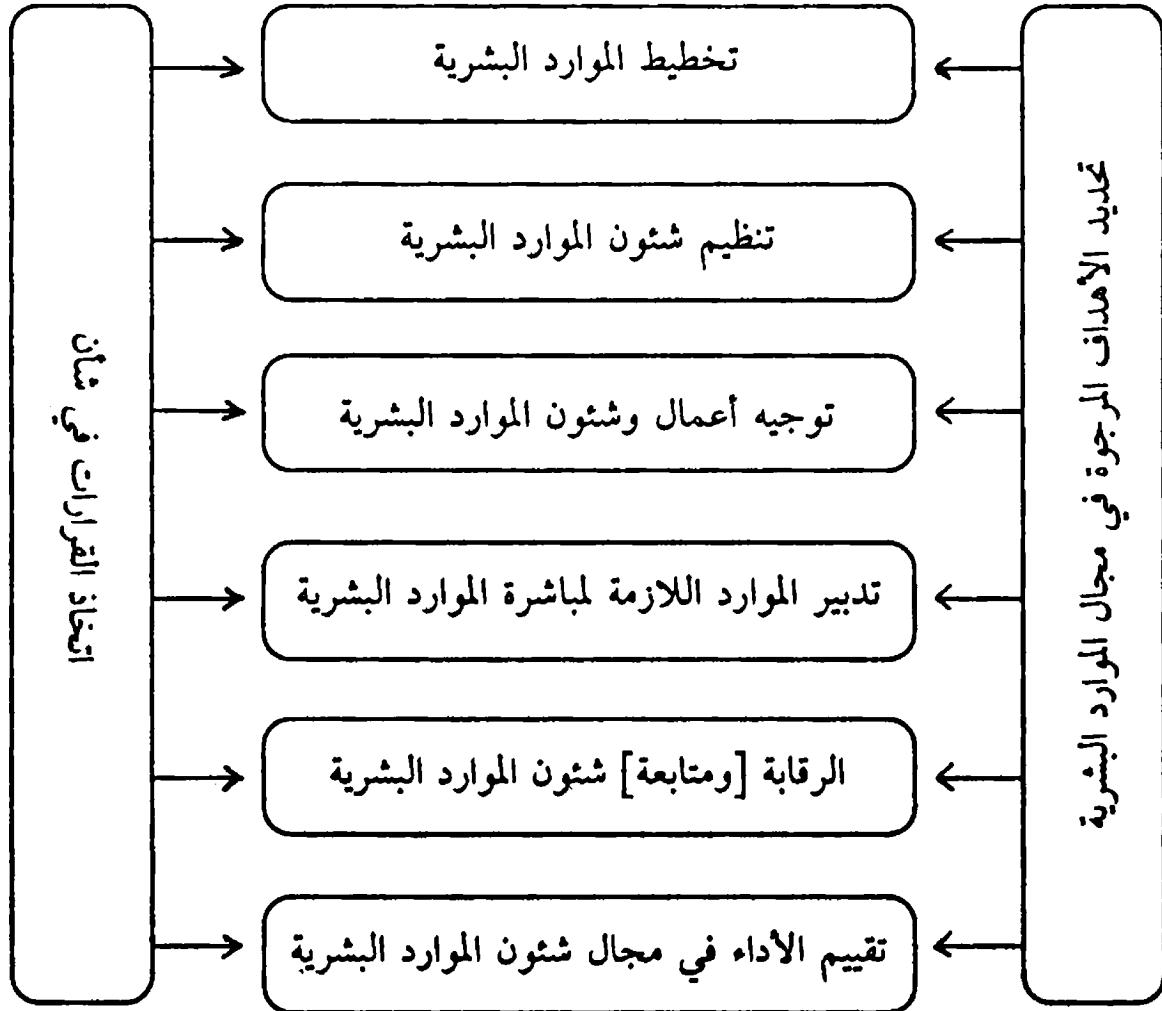 تحديد الأهداف المرجوة في مجال الموارد البشرية
تخطيط الموارد البشرية
تنظيم شئون الموارد البشرية
توجيه أعمال وشئون الموارد البشرية
تدبير الموارد اللازمة لمباشرة الموارد البشرية
الرقابة [ومتابعة] شئون الموارد البشرية
تقييم الأداء في مجال شئون الموارد البشرية
اتخاذ القرارات في شأن